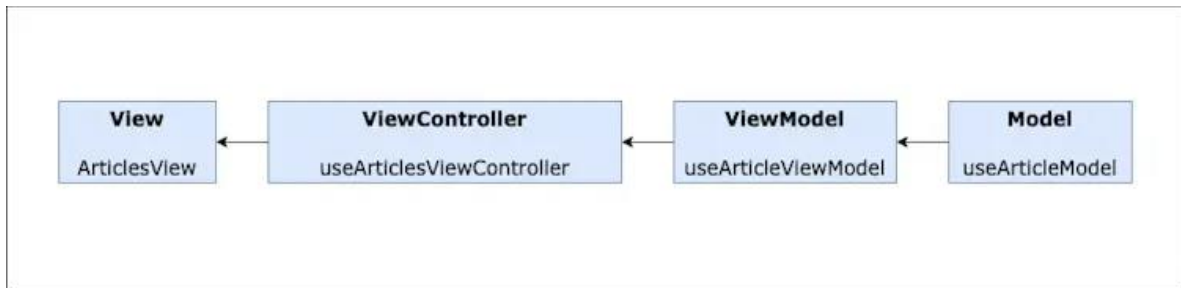 View
ArticlesView
ViewController
useArticlesViewController
ViewModel
useArticleViewModel
Model
useArticleModel